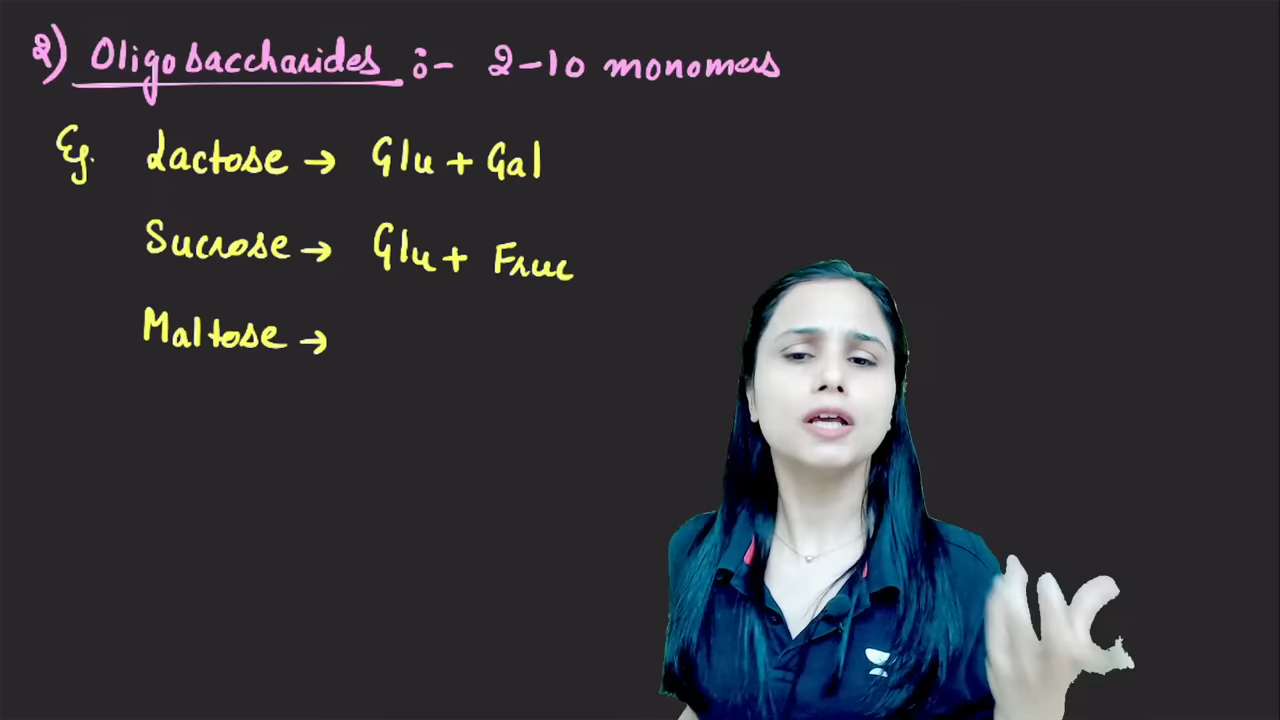 2) Oligosaccharides :- 2-10 monomers
Eg. Lactose → Glu + Gal
Sucrose → Glu + Fruc
Maltose →